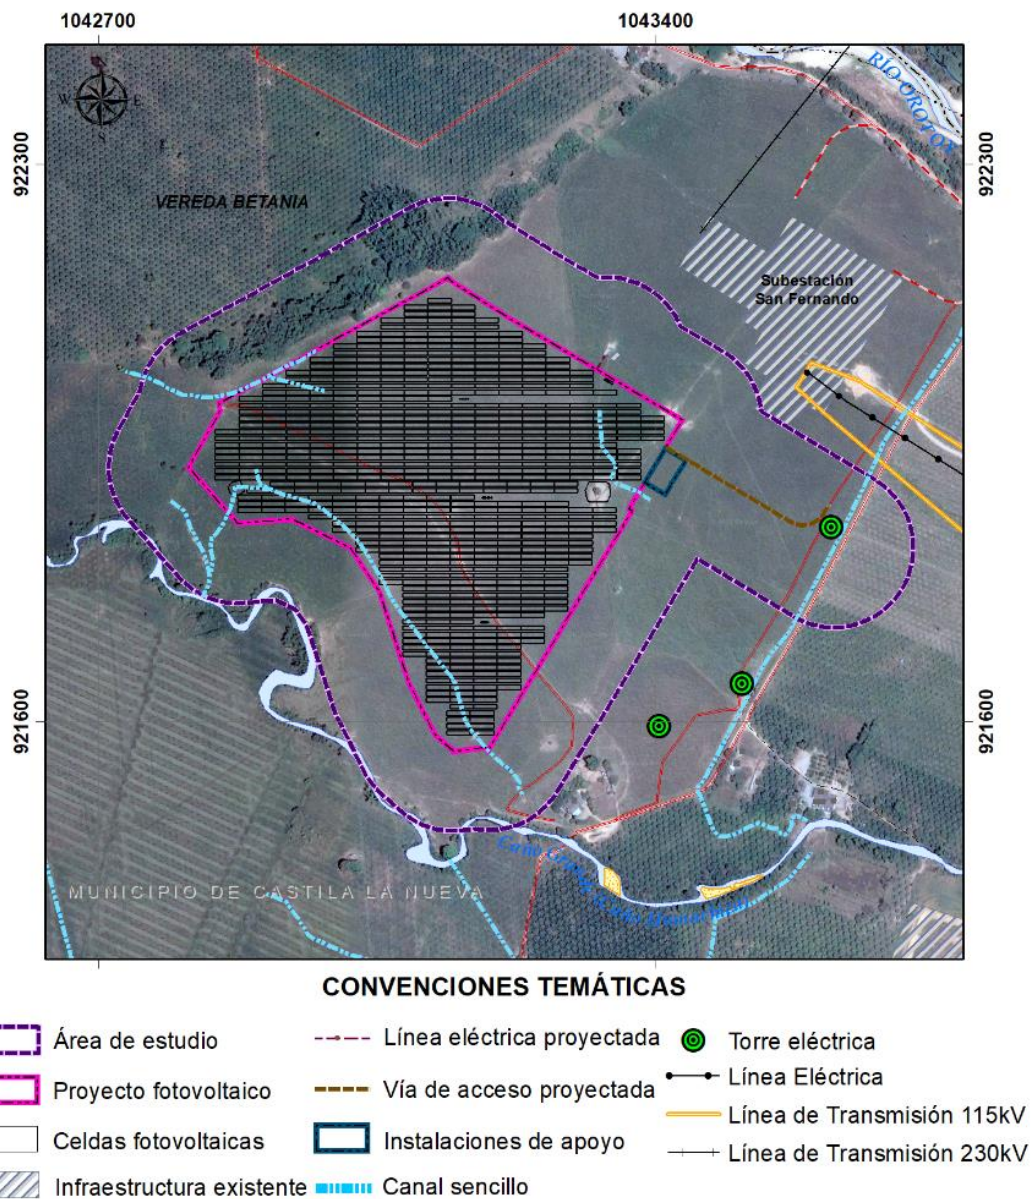 1042700
1043400
922300
922300
W
E
S
RÍO OROTOY
VEREDA BETANIA
Subestación
San Fernando
921600
921600
MUNICIPIO DE CASTILA LA NUEVA
CONVENCIONES TEMÁTICAS
Área de estudio
Línea eléctrica proyectada
Torre eléctrica
Proyecto fotovoltaico
Vía de acceso proyectada
Línea Eléctrica
Celdas fotovoltaicas
Instalaciones de apoyo
Línea de Transmisión 115kV
Infraestructura existente
Canal sencillo
Línea de Transmisión 230kV